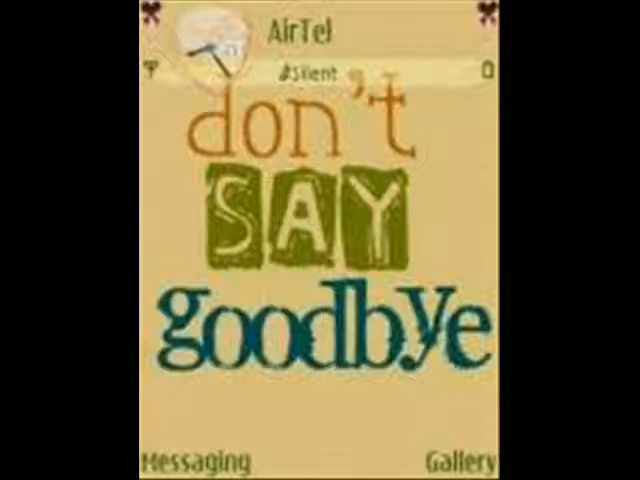 AirTel
Silent
don't
SAY
goodbye
Messaging
Gallery